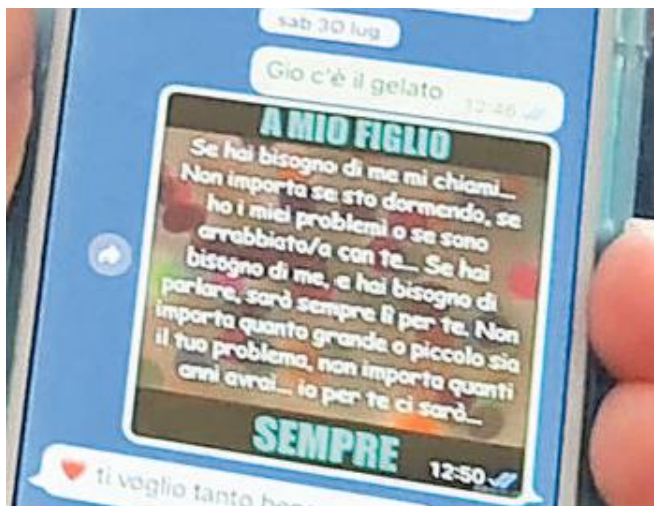 sab 30 lug
Gio c'è il gelato
12:46
A MIO FIGLIO
Se hai bisogno di me mi chiami...
Non importa se sto dormendo, se
ho i miei problemi o se sono
arrabbiato/a con te... Se hai
bisogno di me, e hai bisogno di
parlare, sarò sempre lì per te. Non
importa quanto grande o piccolo sia
il tuo problema, non importa quanti
anni avrai... io per te ci sarò...
SEMPRE
12:50
❤️ ti voglio tanto bene